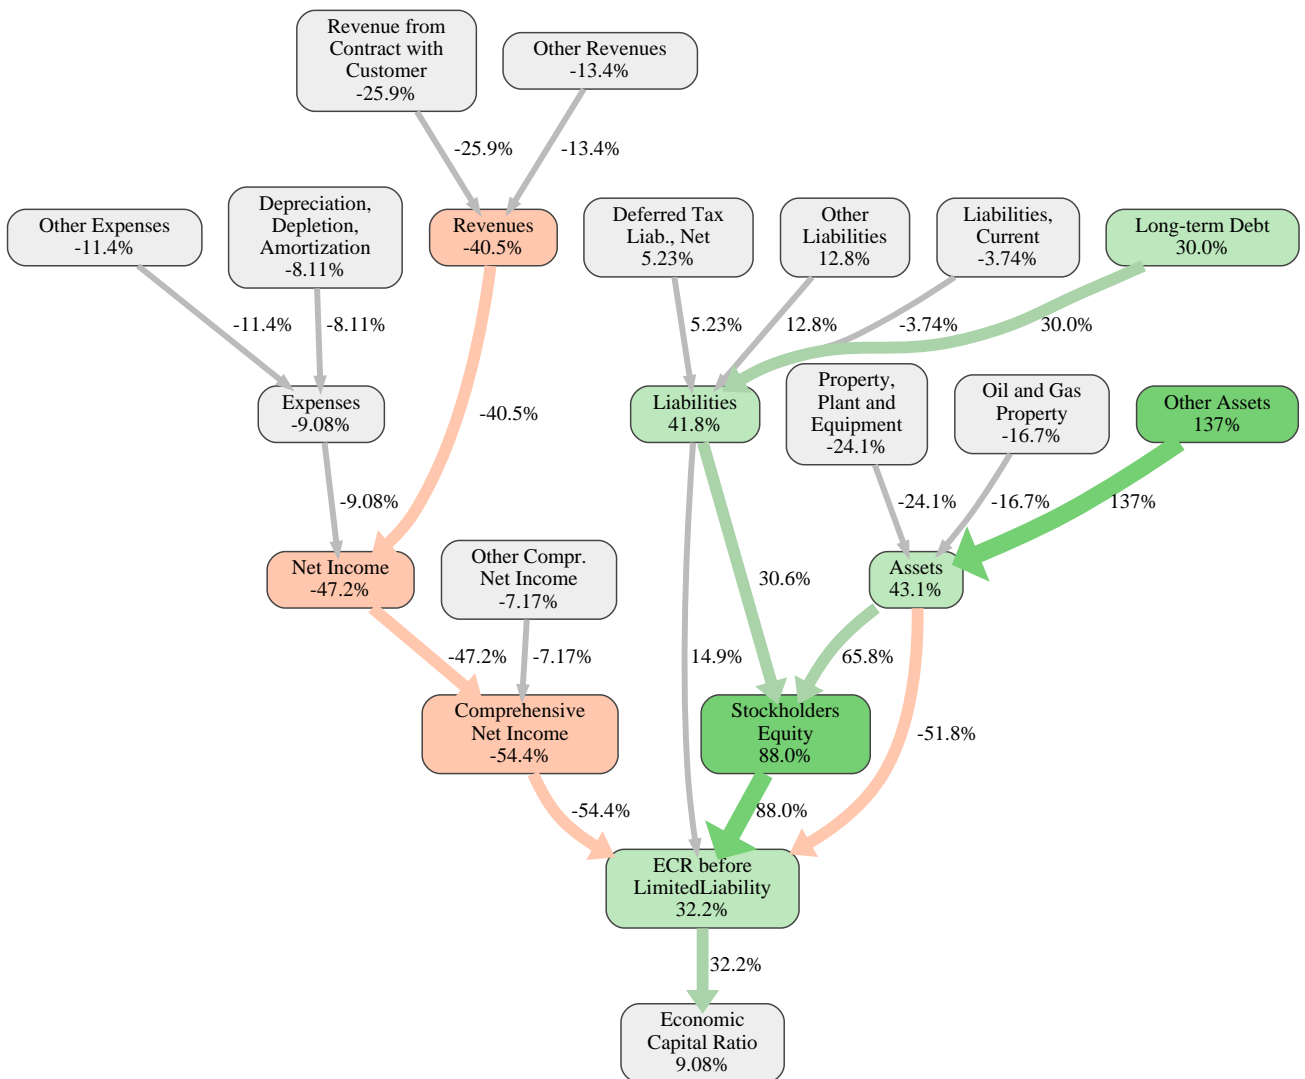 Revenue from
Contract with
Customer
-25.9%
Other Revenues
-13.4%
-25.9%
-13.4%
Other Expenses
-11.4%
Depreciation,
Depletion,
Amortization
-8.11%
Revenues
-40.5%
Deferred Tax
Liab., Net
5.23%
Other
Liabilities
12.8%
Liabilities,
Current
-3.74%
Long-term Debt
30.0%
-11.4%
-8.11%
5.23%
12.8%
-3.74%
30.0%
Expenses
-9.08%
-40.5%
Liabilities
41.8%
Property,
Plant and
Equipment
-24.1%
Oil and Gas
Property
-16.7%
Other Assets
137%
-9.08%
-24.1%
-16.7%
137%
Net Income
-47.2%
Other Compr.
Net Income
-7.17%
30.6%
Assets
43.1%
-47.2%
-7.17%
14.9%
65.8%
Comprehensive
Net Income
-54.4%
Stockholders
Equity
88.0%
-51.8%
-54.4%
88.0%
ECR before
LimitedLiability
32.2%
32.2%
Economic
Capital Ratio
9.08%